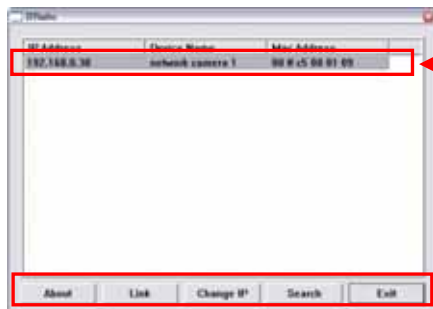 IP Address Device Name Mac Address
192.168.0.30 network camera 1
About Link Change IP Search Exit